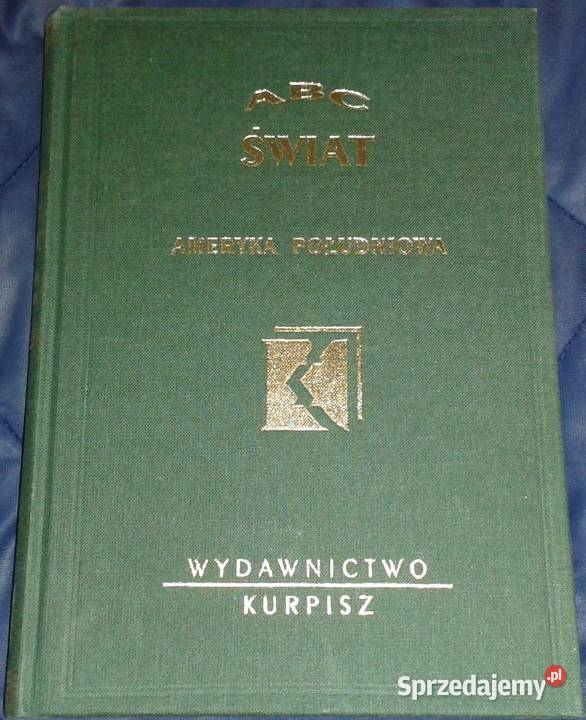 ABC
ŚWIAT
AMERYKA POŁUDNIOWA
WYDAWNICTWO
KURPISZ
Sprzedajemy.pl